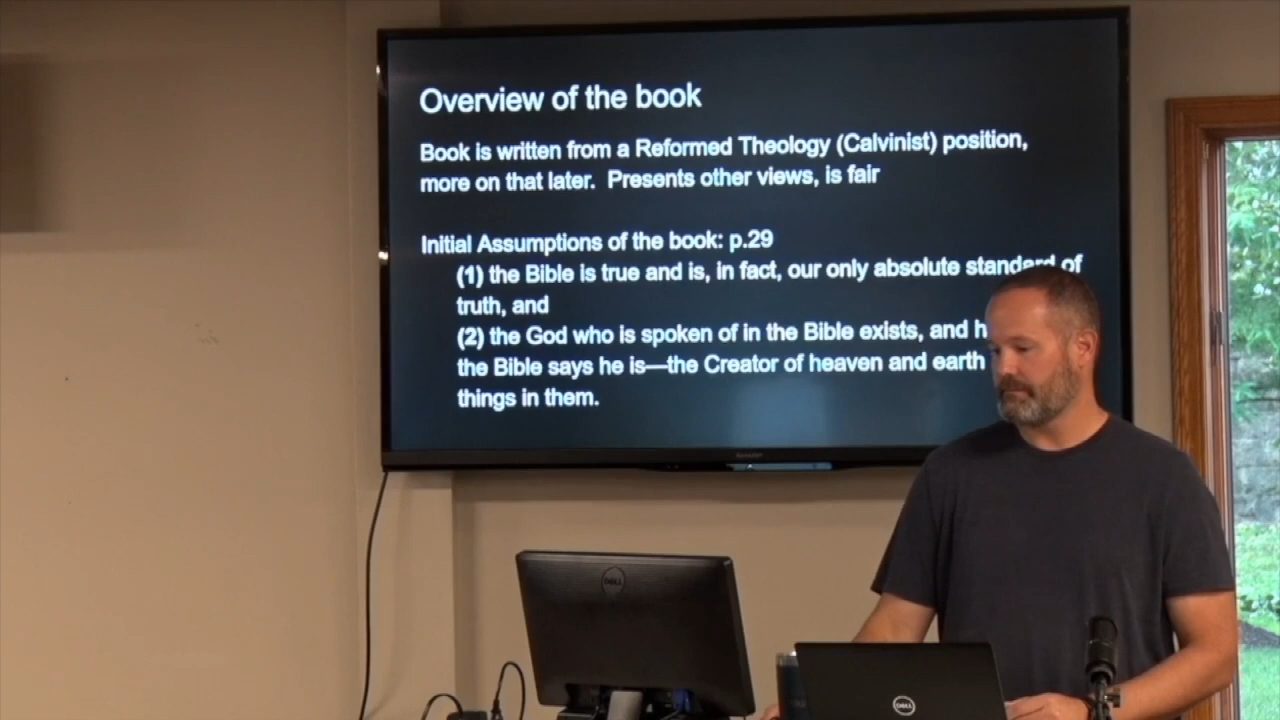 Overview of the book
Book is written from a Reformed Theology (Calvinist) position,
more on that later. Presents other views, is fair
Initial Assumptions of the book: p.29
(1) the Bible is true and is, in fact, our only absolute standard of
truth, and
(2) the God who is spoken of in the Bible exists, and
the Bible says he is—the Creator of heaven and earth
things in them.
SHARP
DELL
DELL